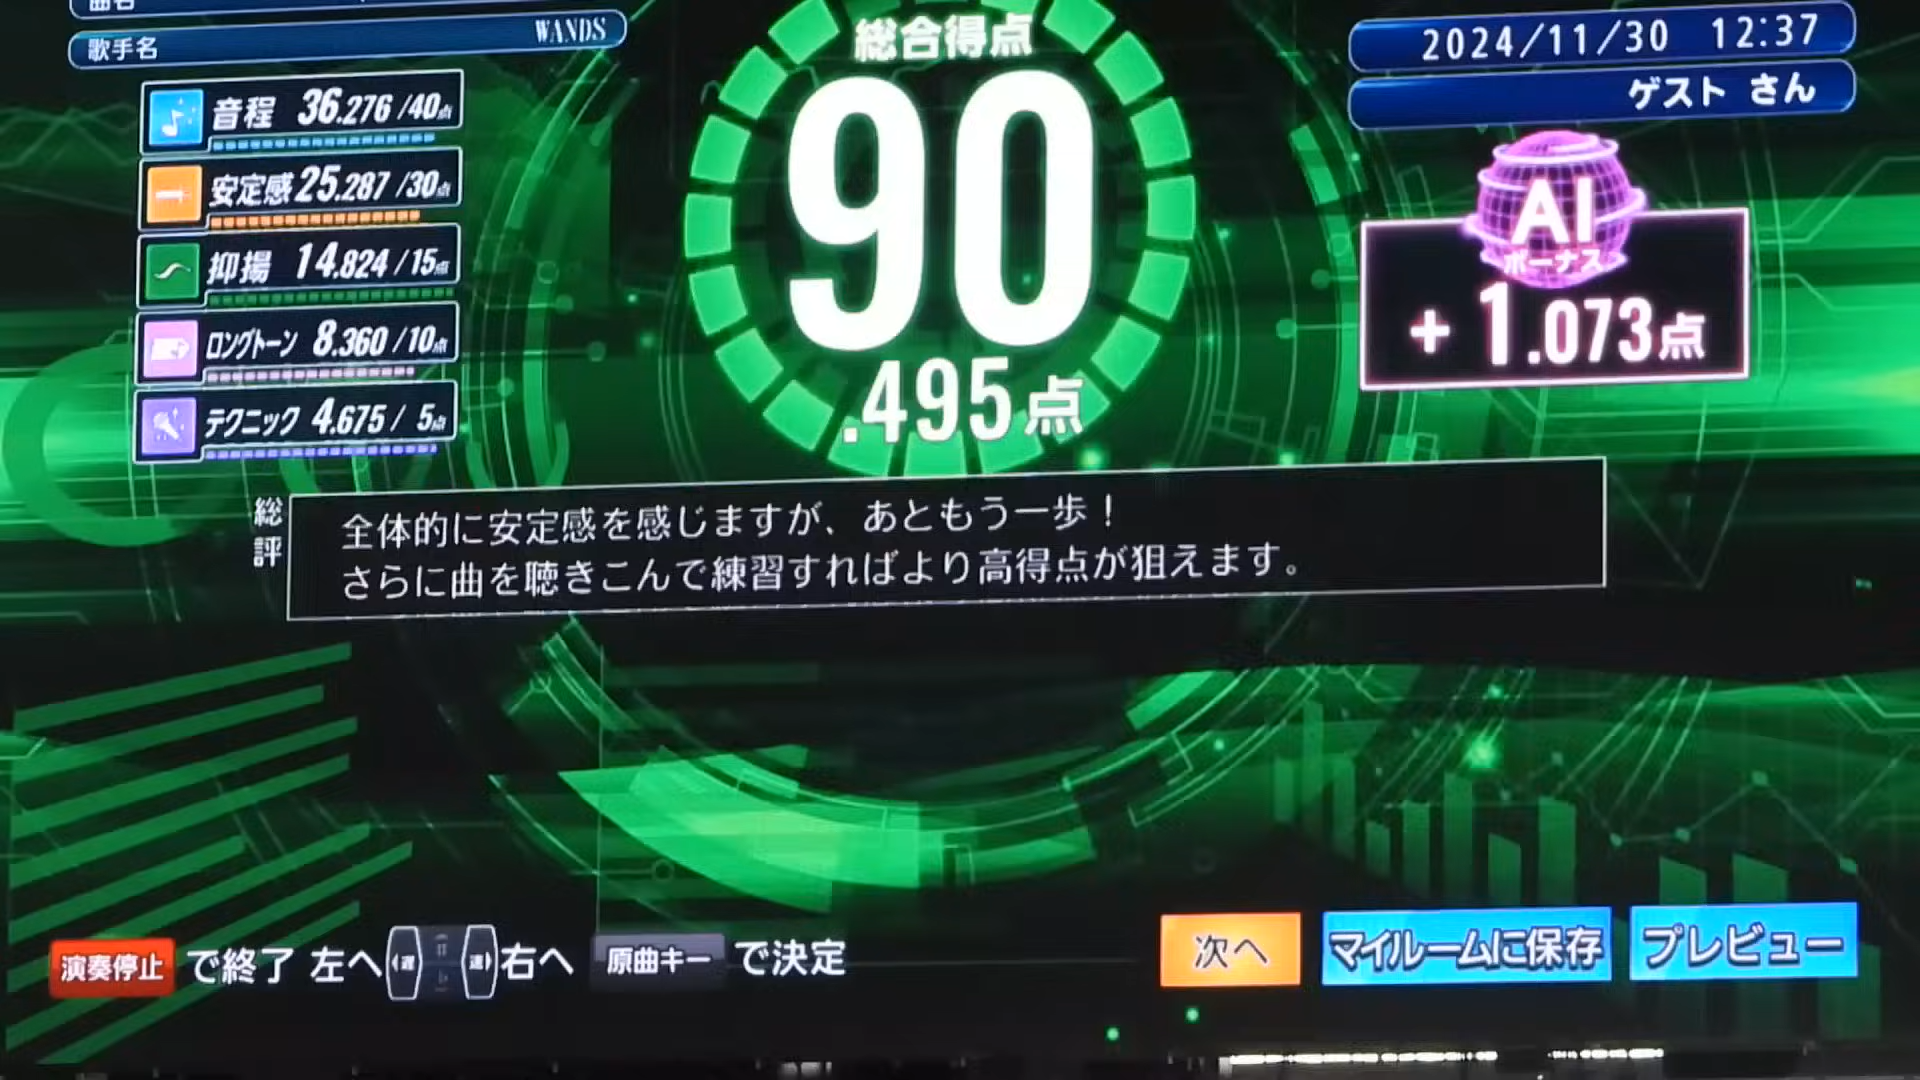 曲名
歌手名 WANDS
総合得点
90
.495点
2024/11/30 12:37
ゲスト さん
音程 36.276 /40点
安定感 25.287 /30点
抑揚 14.824 /15点
ロングトーン 8.360 /10点
テクニック 4.675 / 5点
AI
ボーナス
+ 1.073点
総評
全体的に安定感を感じますが、あともう一歩！
さらに曲を聴きこんで練習すればより高得点が狙えます。
演奏停止 で終了 左へ 遅 速 右へ 原曲キー で決定
次へ マイルームに保存 プレビュー